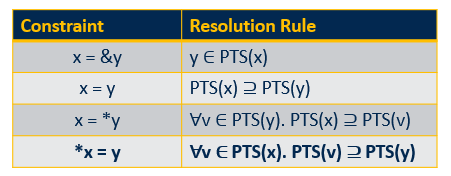 Constraint Resolution Rule
x = &y y ∈ PTS(x)
x = y PTS(x) ⊇ PTS(y)
x = *y ∀v ∈ PTS(y). PTS(x) ⊇ PTS(v)
*x = y ∀v ∈ PTS(x). PTS(v) ⊇ PTS(y)